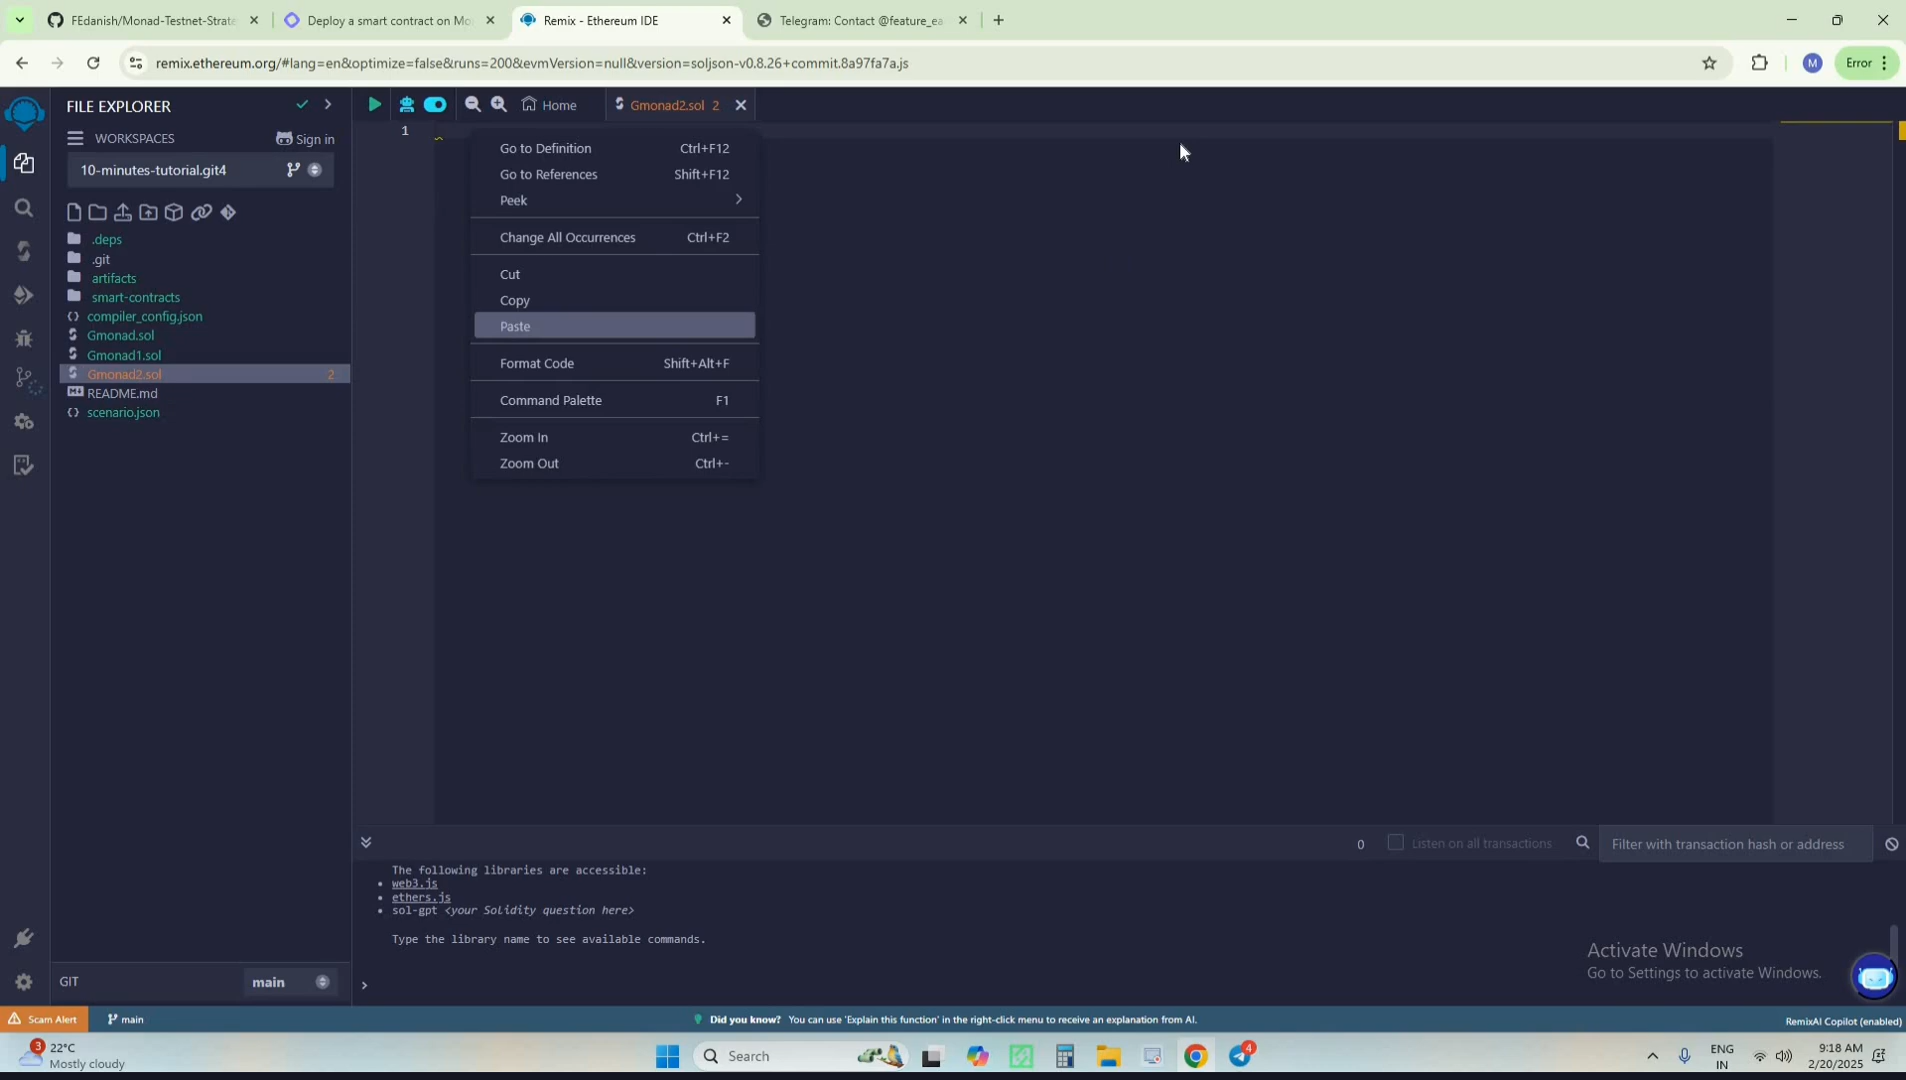 FEdanish/Monad-Testnet-Strate
Deploy a smart contract on Mo
Remix - Ethereum IDE
Telegram: Contact @feature_ea
remix.ethereum.org/#lang=en&optimize=false&runs=200&evmVersion=null&version=soljson-v0.8.26+commit.8a97fa7a.js
M
Error
FILE EXPLORER
Home
Gmonad2.sol 2
WORKSPACES
Sign in
10-minutes-tutorial.git4
.deps
.git
artifacts
smart-contracts
compiler_config.json
Gmonad.sol
Gmonad1.sol
Gmonad2.sol 2
README.md
scenario.json
1
Go to Definition Ctrl+F12
Go to References Shift+F12
Peek
Change All Occurrences Ctrl+F2
Cut
Copy
Paste
Format Code Shift+Alt+F
Command Palette F1
Zoom In Ctrl+=
Zoom Out Ctrl+-
0
Listen on all transactions
Filter with transaction hash or address
The following libraries are accessible:
web3.js
ethers.js
sol-gpt <your Solidity question here>
Type the library name to see available commands.
>
Activate Windows
Go to Settings to activate Windows.
GIT
main
Scam Alert
main
Did you know? You can use 'Explain this function' in the right-click menu to receive an explanation from AI.
RemixAI Copilot (enabled)
3
22°C
Mostly cloudy
Search
4
ENG
IN
9:18 AM
2/20/2025